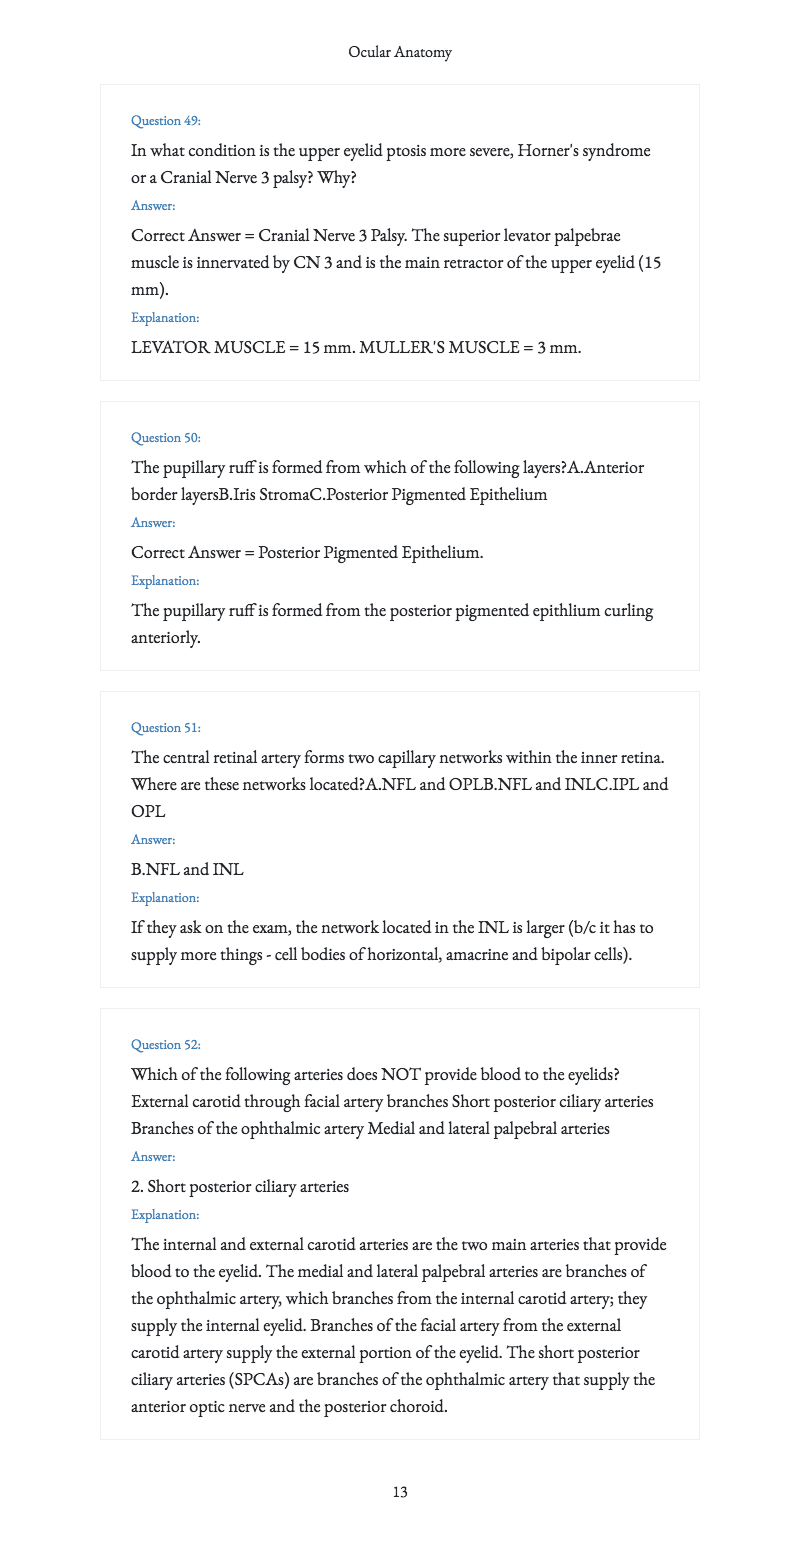 Ocular Anatomy
Question 49:
In what condition is the upper eyelid ptosis more severe, Horner's syndrome
or a Cranial Nerve 3 palsy? Why?
Answer:
Correct Answer = Cranial Nerve 3 Palsy. The superior levator palpebrae
muscle is innervated by CN 3 and is the main retractor of the upper eyelid (15
mm).
Explanation:
LEVATOR MUSCLE = 15 mm. MULLER'S MUSCLE = 3 mm.
Question 50:
The pupillary ruff is formed from which of the following layers?A.Anterior
border layersB.Iris StromaC.Posterior Pigmented Epithelium
Answer:
Correct Answer = Posterior Pigmented Epithelium.
Explanation:
The pupillary ruff is formed from the posterior pigmented epithlium curling
anteriorly.
Question 51:
The central retinal artery forms two capillary networks within the inner retina.
Where are these networks located?A.NFL and OPLB.NFL and INLC.IPL and
OPL
Answer:
B.NFL and INL
Explanation:
If they ask on the exam, the network located in the INL is larger (b/c it has to
supply more things - cell bodies of horizontal, amacrine and bipolar cells).
Question 52:
Which of the following arteries does NOT provide blood to the eyelids?
External carotid through facial artery branches Short posterior ciliary arteries
Branches of the ophthalmic artery Medial and lateral palpebral arteries
Answer:
2. Short posterior ciliary arteries
Explanation:
The internal and external carotid arteries are the two main arteries that provide
blood to the eyelid. The medial and lateral palpebral arteries are branches of
the ophthalmic artery, which branches from the internal carotid artery; they
supply the internal eyelid. Branches of the facial artery from the external
carotid artery supply the external portion of the eyelid. The short posterior
ciliary arteries (SPCAs) are branches of the ophthalmic artery that supply the
anterior optic nerve and the posterior choroid.
13